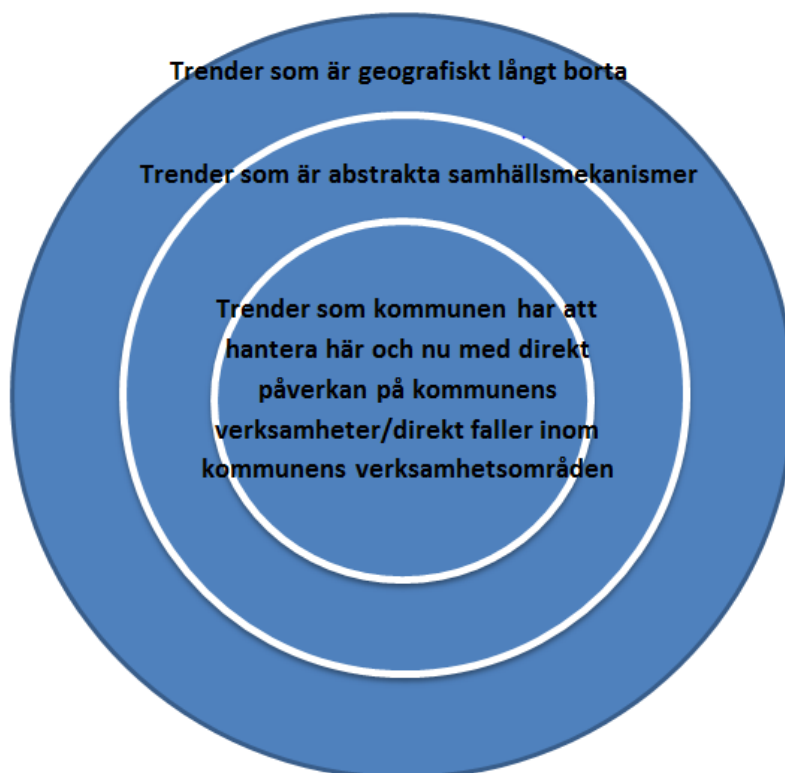 Trender som är geografiskt långt borta
Trender som är abstrakta samhällsmekanismer
Trender som kommunen har att
hantera här och nu med direkt
påverkan på kommunens
verksamheter/direkt faller inom
kommunens verksamhetsområden